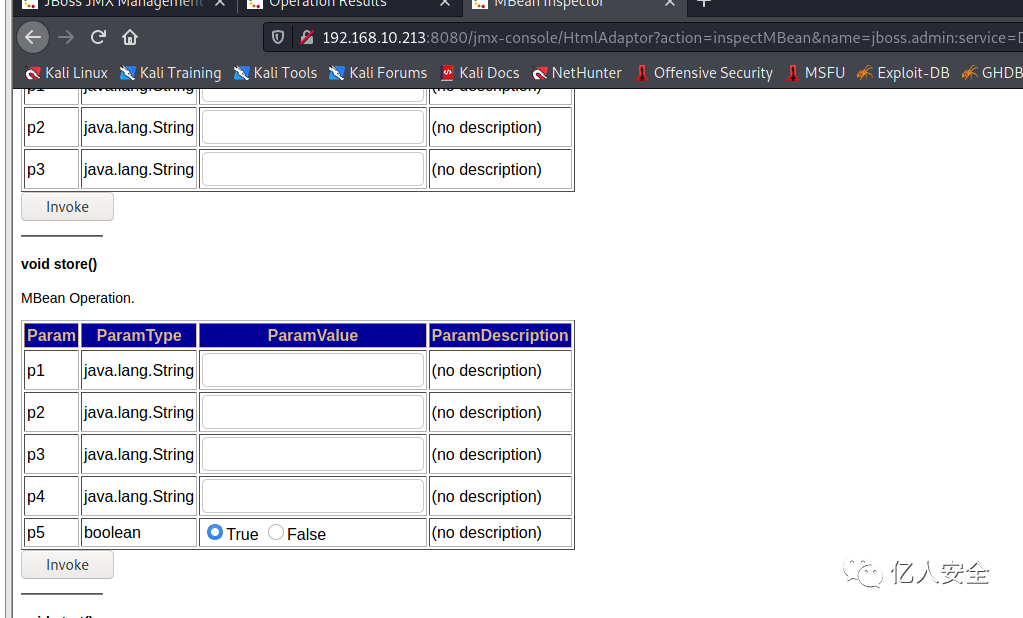 JBoss JMX Management
Operation Results
MBean Inspector
192.168.10.213:8080/jmx-console/HtmlAdaptor?action=inspectMBean&name=jboss.admin:service=D
Kali Linux Kali Training Kali Tools Kali Forums Kali Docs NetHunter Offensive Security MSFU Exploit-DB GHDB
p1 java.lang.String (no description)
p2 java.lang.String (no description)
p3 java.lang.String (no description)
Invoke
void store()
MBean Operation.
Param ParamType ParamValue ParamDescription
p1 java.lang.String (no description)
p2 java.lang.String (no description)
p3 java.lang.String (no description)
p4 java.lang.String (no description)
p5 boolean True False (no description)
Invoke
亿人安全